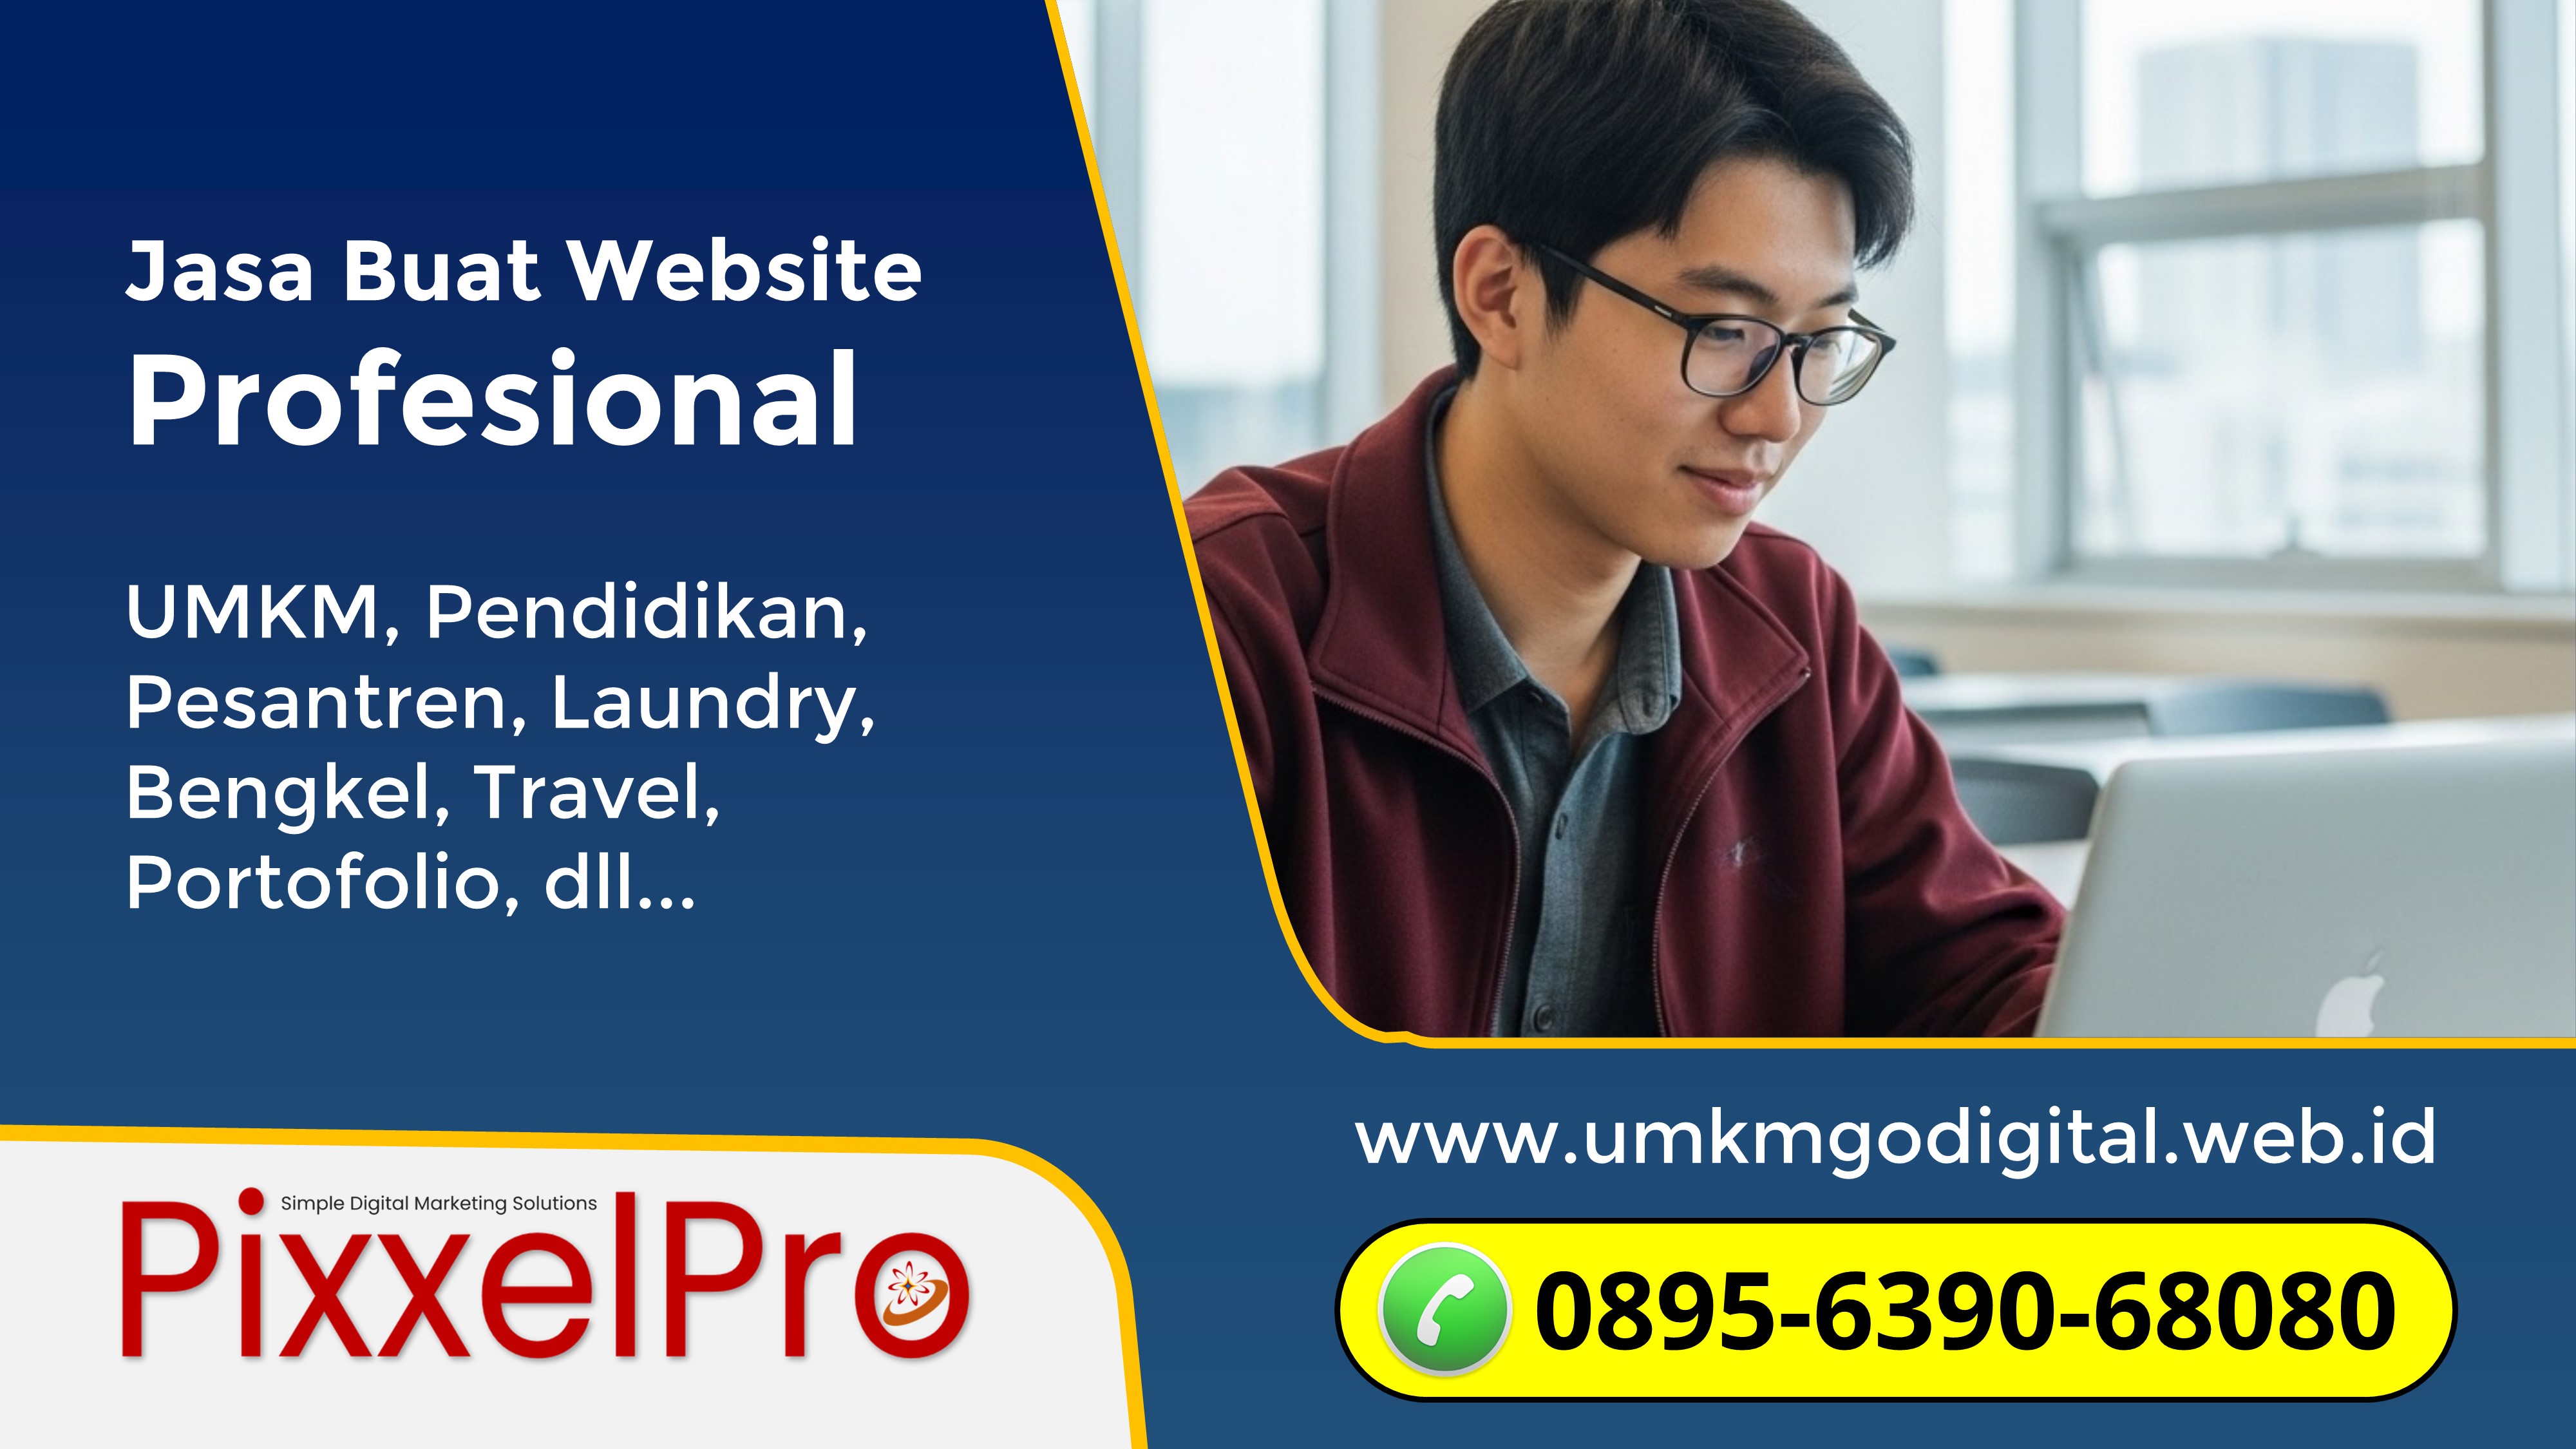 Jasa Buat Website
Profesional
UMKM, Pendidikan,
Pesantren, Laundry,
Bengkel, Travel,
Portofolio, dll...
www.umkmgodigital.web.id
Simple Digital Marketing Solutions
PixxelPro
0895-6390-68080